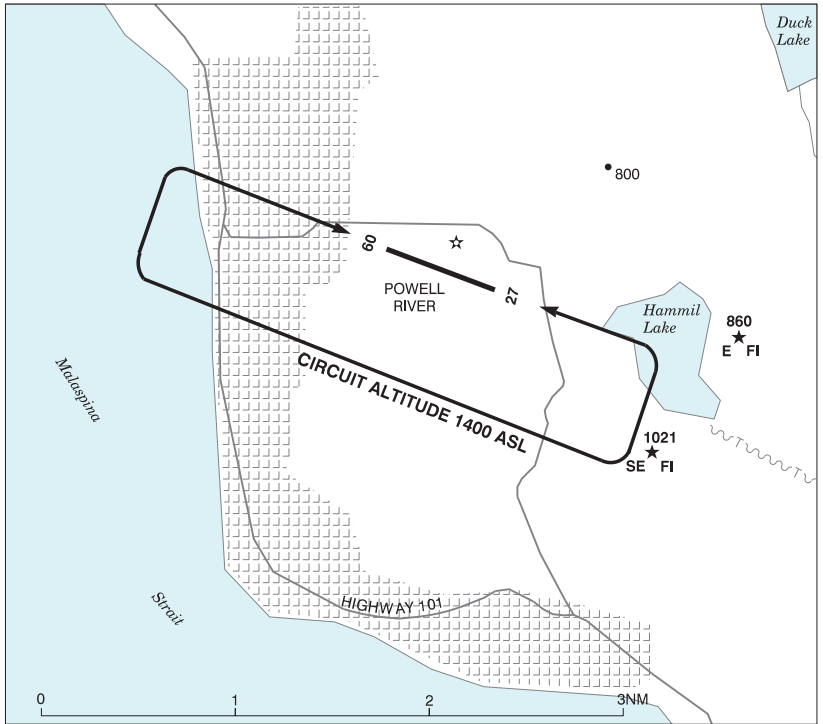 Duck
Lake
800
09
POWELL
RIVER
27
Hammil
Lake
860
E FI
CIRCUIT ALTITUDE 1400 ASL
Malaspina
Strait
1021
SE FI
T
T
HIGHWAY 101
0 1 2 3NM